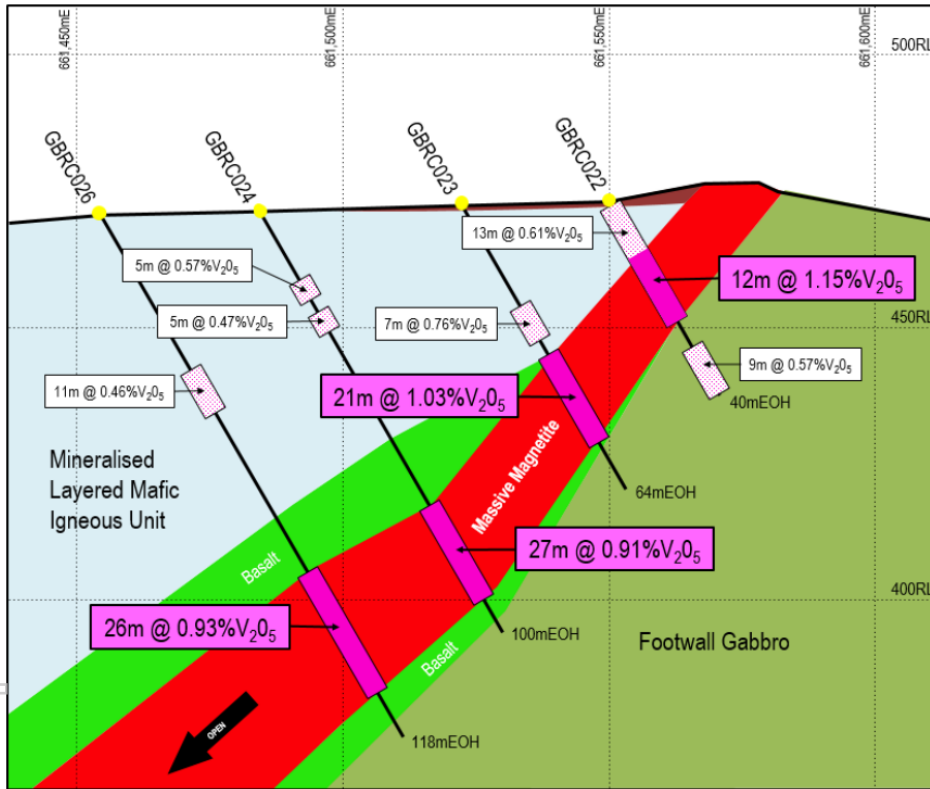 661,450mE
661,500mE
661,550mE
661,600mE
500RL
GBRC026
GBRC024
GBRC023
GBRC022
13m @ 0.61%V₂0₅
5m @ 0.57%V₂0₅
12m @ 1.15%V₂0₅
5m @ 0.47%V₂0₅
7m @ 0.76%V₂0₅
450RL
9m @ 0.57%V₂0₅
11m @ 0.46%V₂0₅
21m @ 1.03%V₂0₅
40mEOH
Mineralised
Layered Mafic
Igneous Unit
Massive Magnetite
64mEOH
27m @ 0.91%V₂0₅
Basalt
400RL
26m @ 0.93%V₂0₅
100mEOH
Footwall Gabbro
Basalt
OPEN
118mEOH